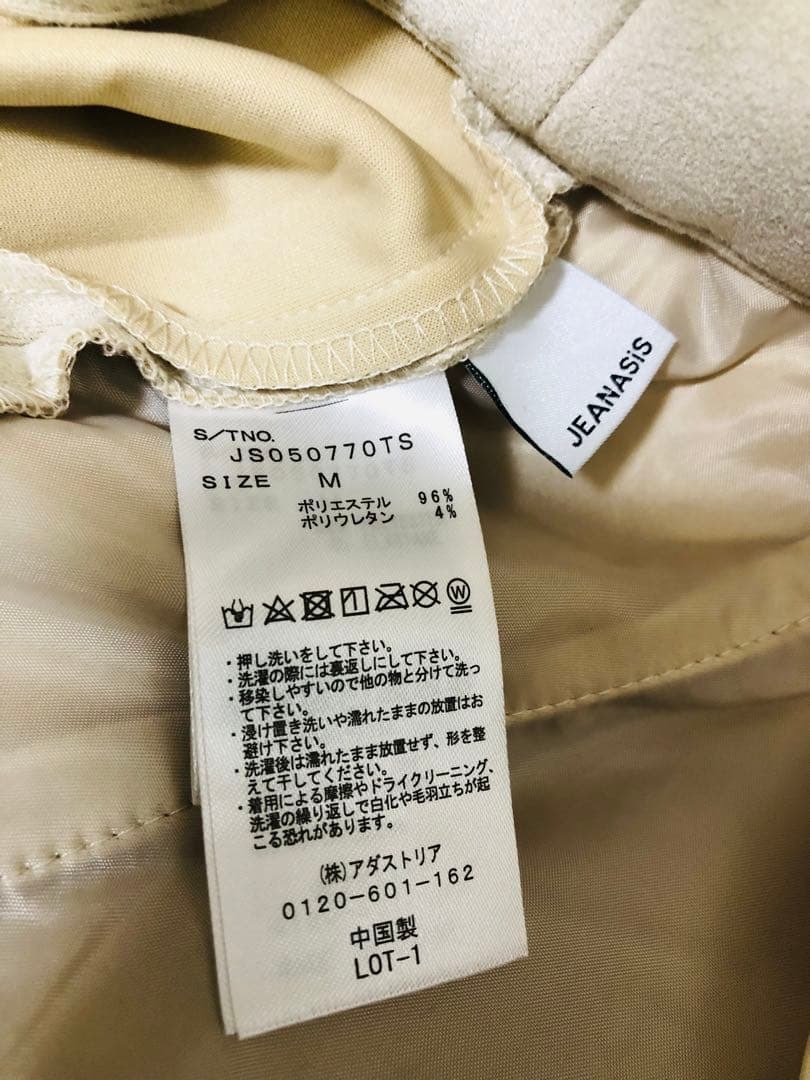 JEANASiS
S/TNO.
JS050770TS
SIZE M
ポリエステル 96%
ポリウレタン 4%
W
・押し洗いをして下さい。
・洗濯の際には裏返しにして下さい。
・移染しやすいので他の物と分けて洗っ
て下さい。
・浸け置き洗いや濡れたままの放置はお
避け下さい。
・洗濯後は濡れたまま放置せず、形を整
えて干してください。
・着用による摩擦やドライクリーニング、
洗濯の繰り返しで白化や毛羽立ちが起
こる恐れがあります。
(株)アダストリア
0120-601-162
中国製
LOT-1